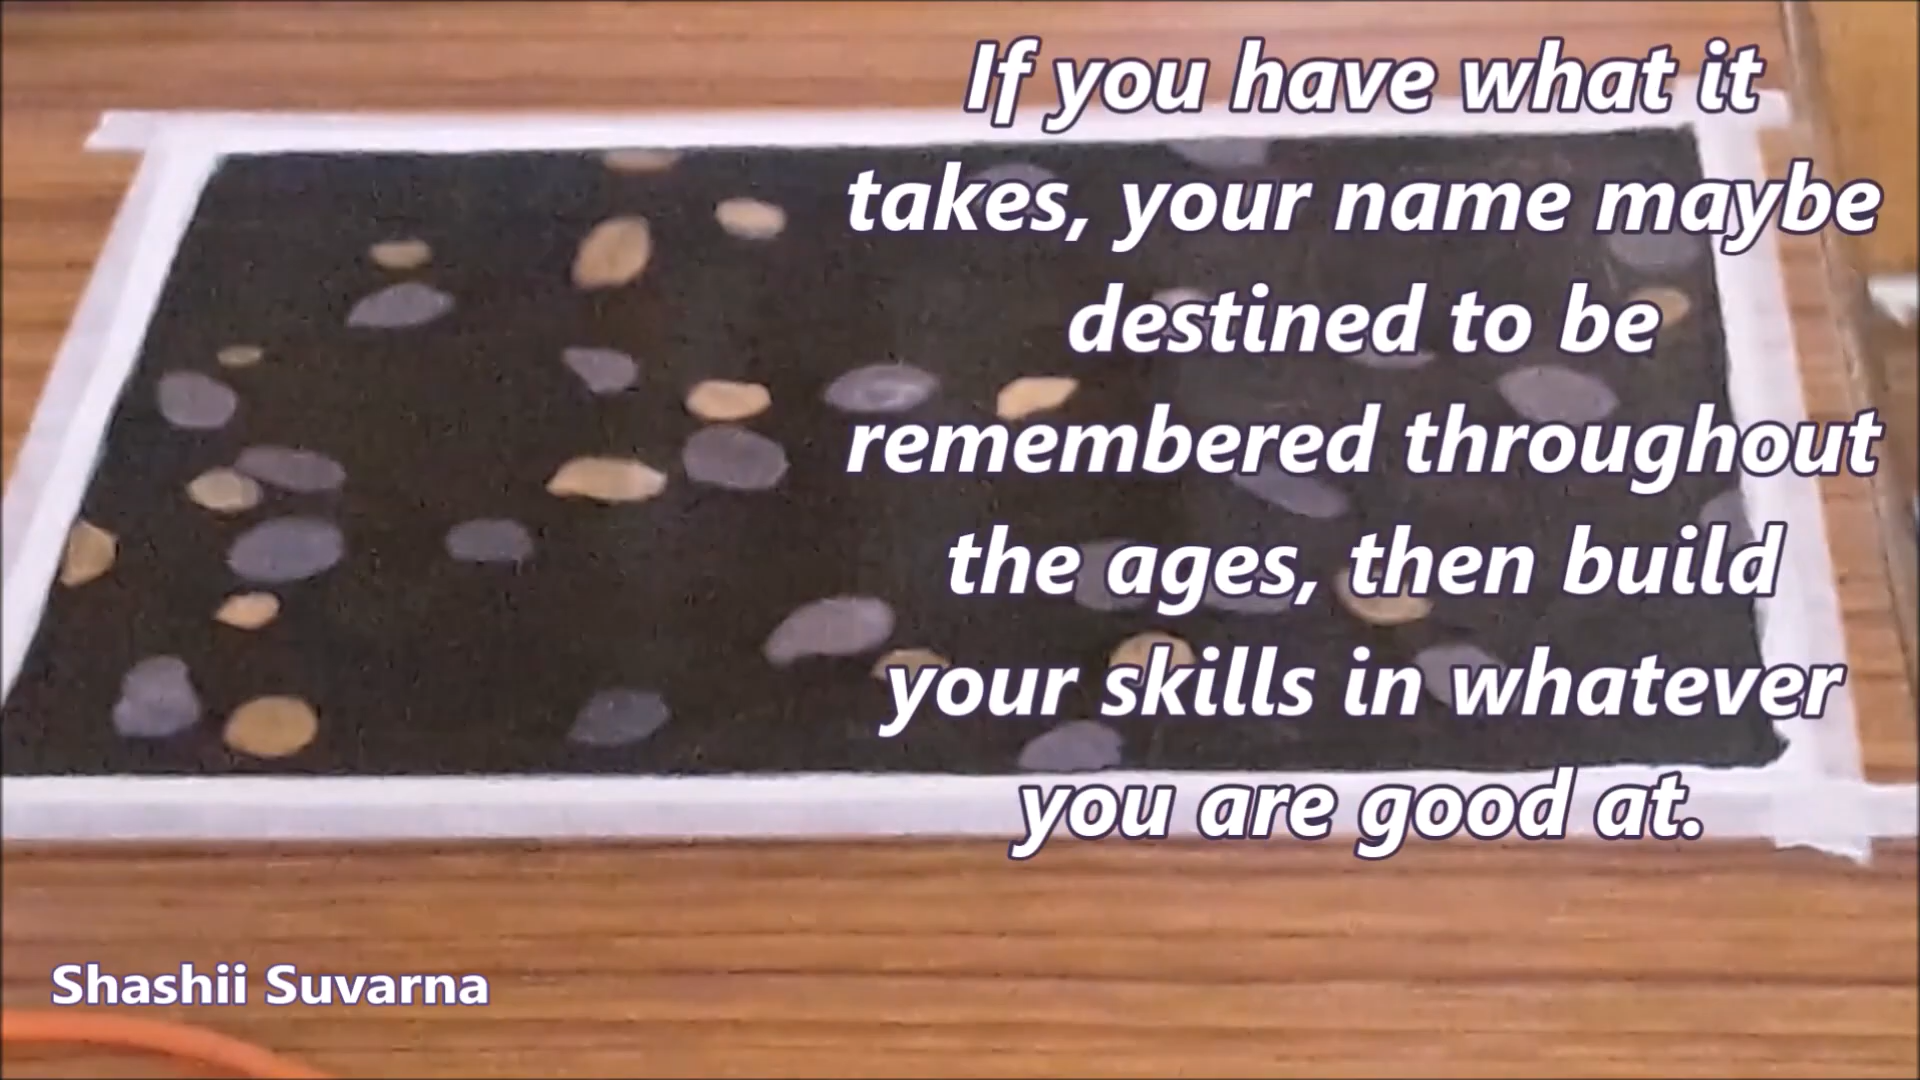 If you have what it
takes, your name maybe
destined to be
remembered throughout
the ages, then build
your skills in whatever
you are good at.
Shashii Suvarna